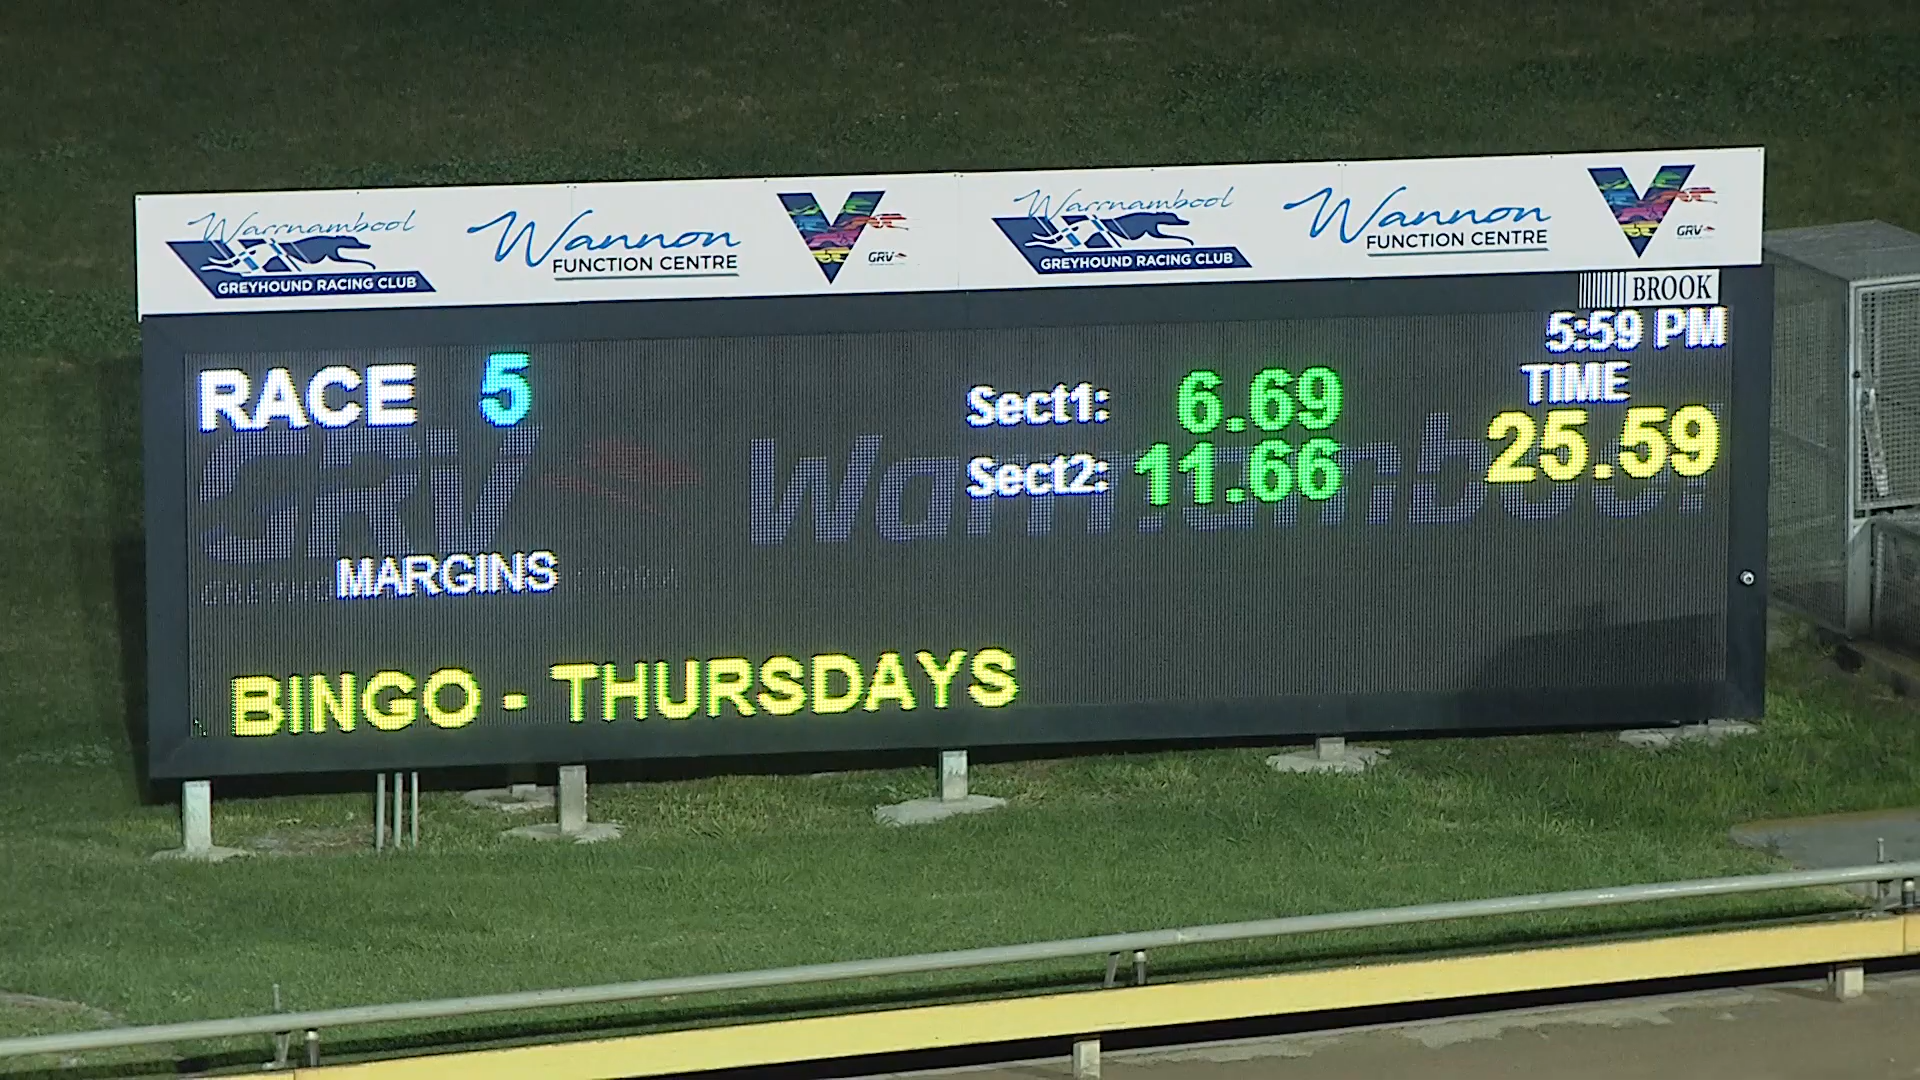 Warrnambool
GREYHOUND RACING CLUB
Wannon
FUNCTION CENTRE
GRV
Warrnambool
GREYHOUND RACING CLUB
Wannon
FUNCTION CENTRE
GRV
BROOK
5:59 PM
RACE 5
Sect1: 6.69
TIME
Sect2: 11.66
25.59
GRV
Warrnambool
MARGINS
BINGO - THURSDAYS